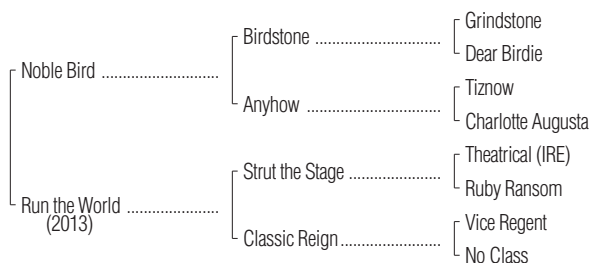 Grindstone
Birdstone ................................
Dear Birdie
Noble Bird ..............................
Tiznow
Anyhow ..................................
Charlotte Augusta
Theatrical (IRE)
Strut the Stage .......................
Ruby Ransom
Run the World .......................
(2013)
Vice Regent
Classic Reign.........................
No Class